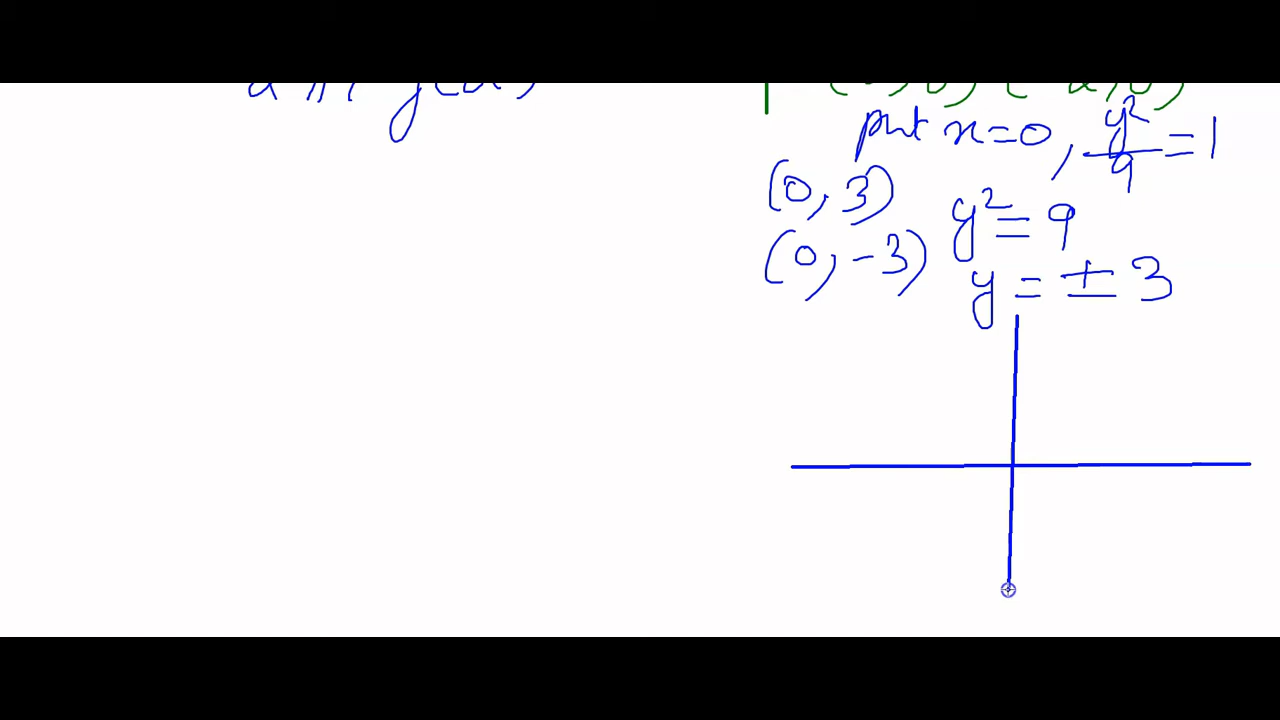 put x=0, y²/9 = 1
(0, 3) y² = 9
(0, -3) y = ± 3